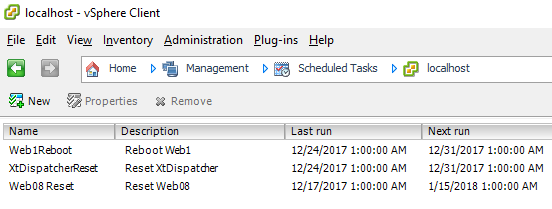 localhost - vSphere Client
File Edit View Inventory Administration Plug-ins Help
Home Management Scheduled Tasks localhost
New Properties Remove
Name Description Last run Next run
Web1Reboot Reboot Web1 12/24/2017 1:00:00 AM 12/31/2017 1:00:00 AM
XtDispatcherReset Reset XtDispatcher 12/24/2017 1:00:00 AM 12/31/2017 1:00:00 AM
Web08 Reset Reset Web08 12/17/2017 1:00:00 AM 1/15/2018 1:00:00 AM